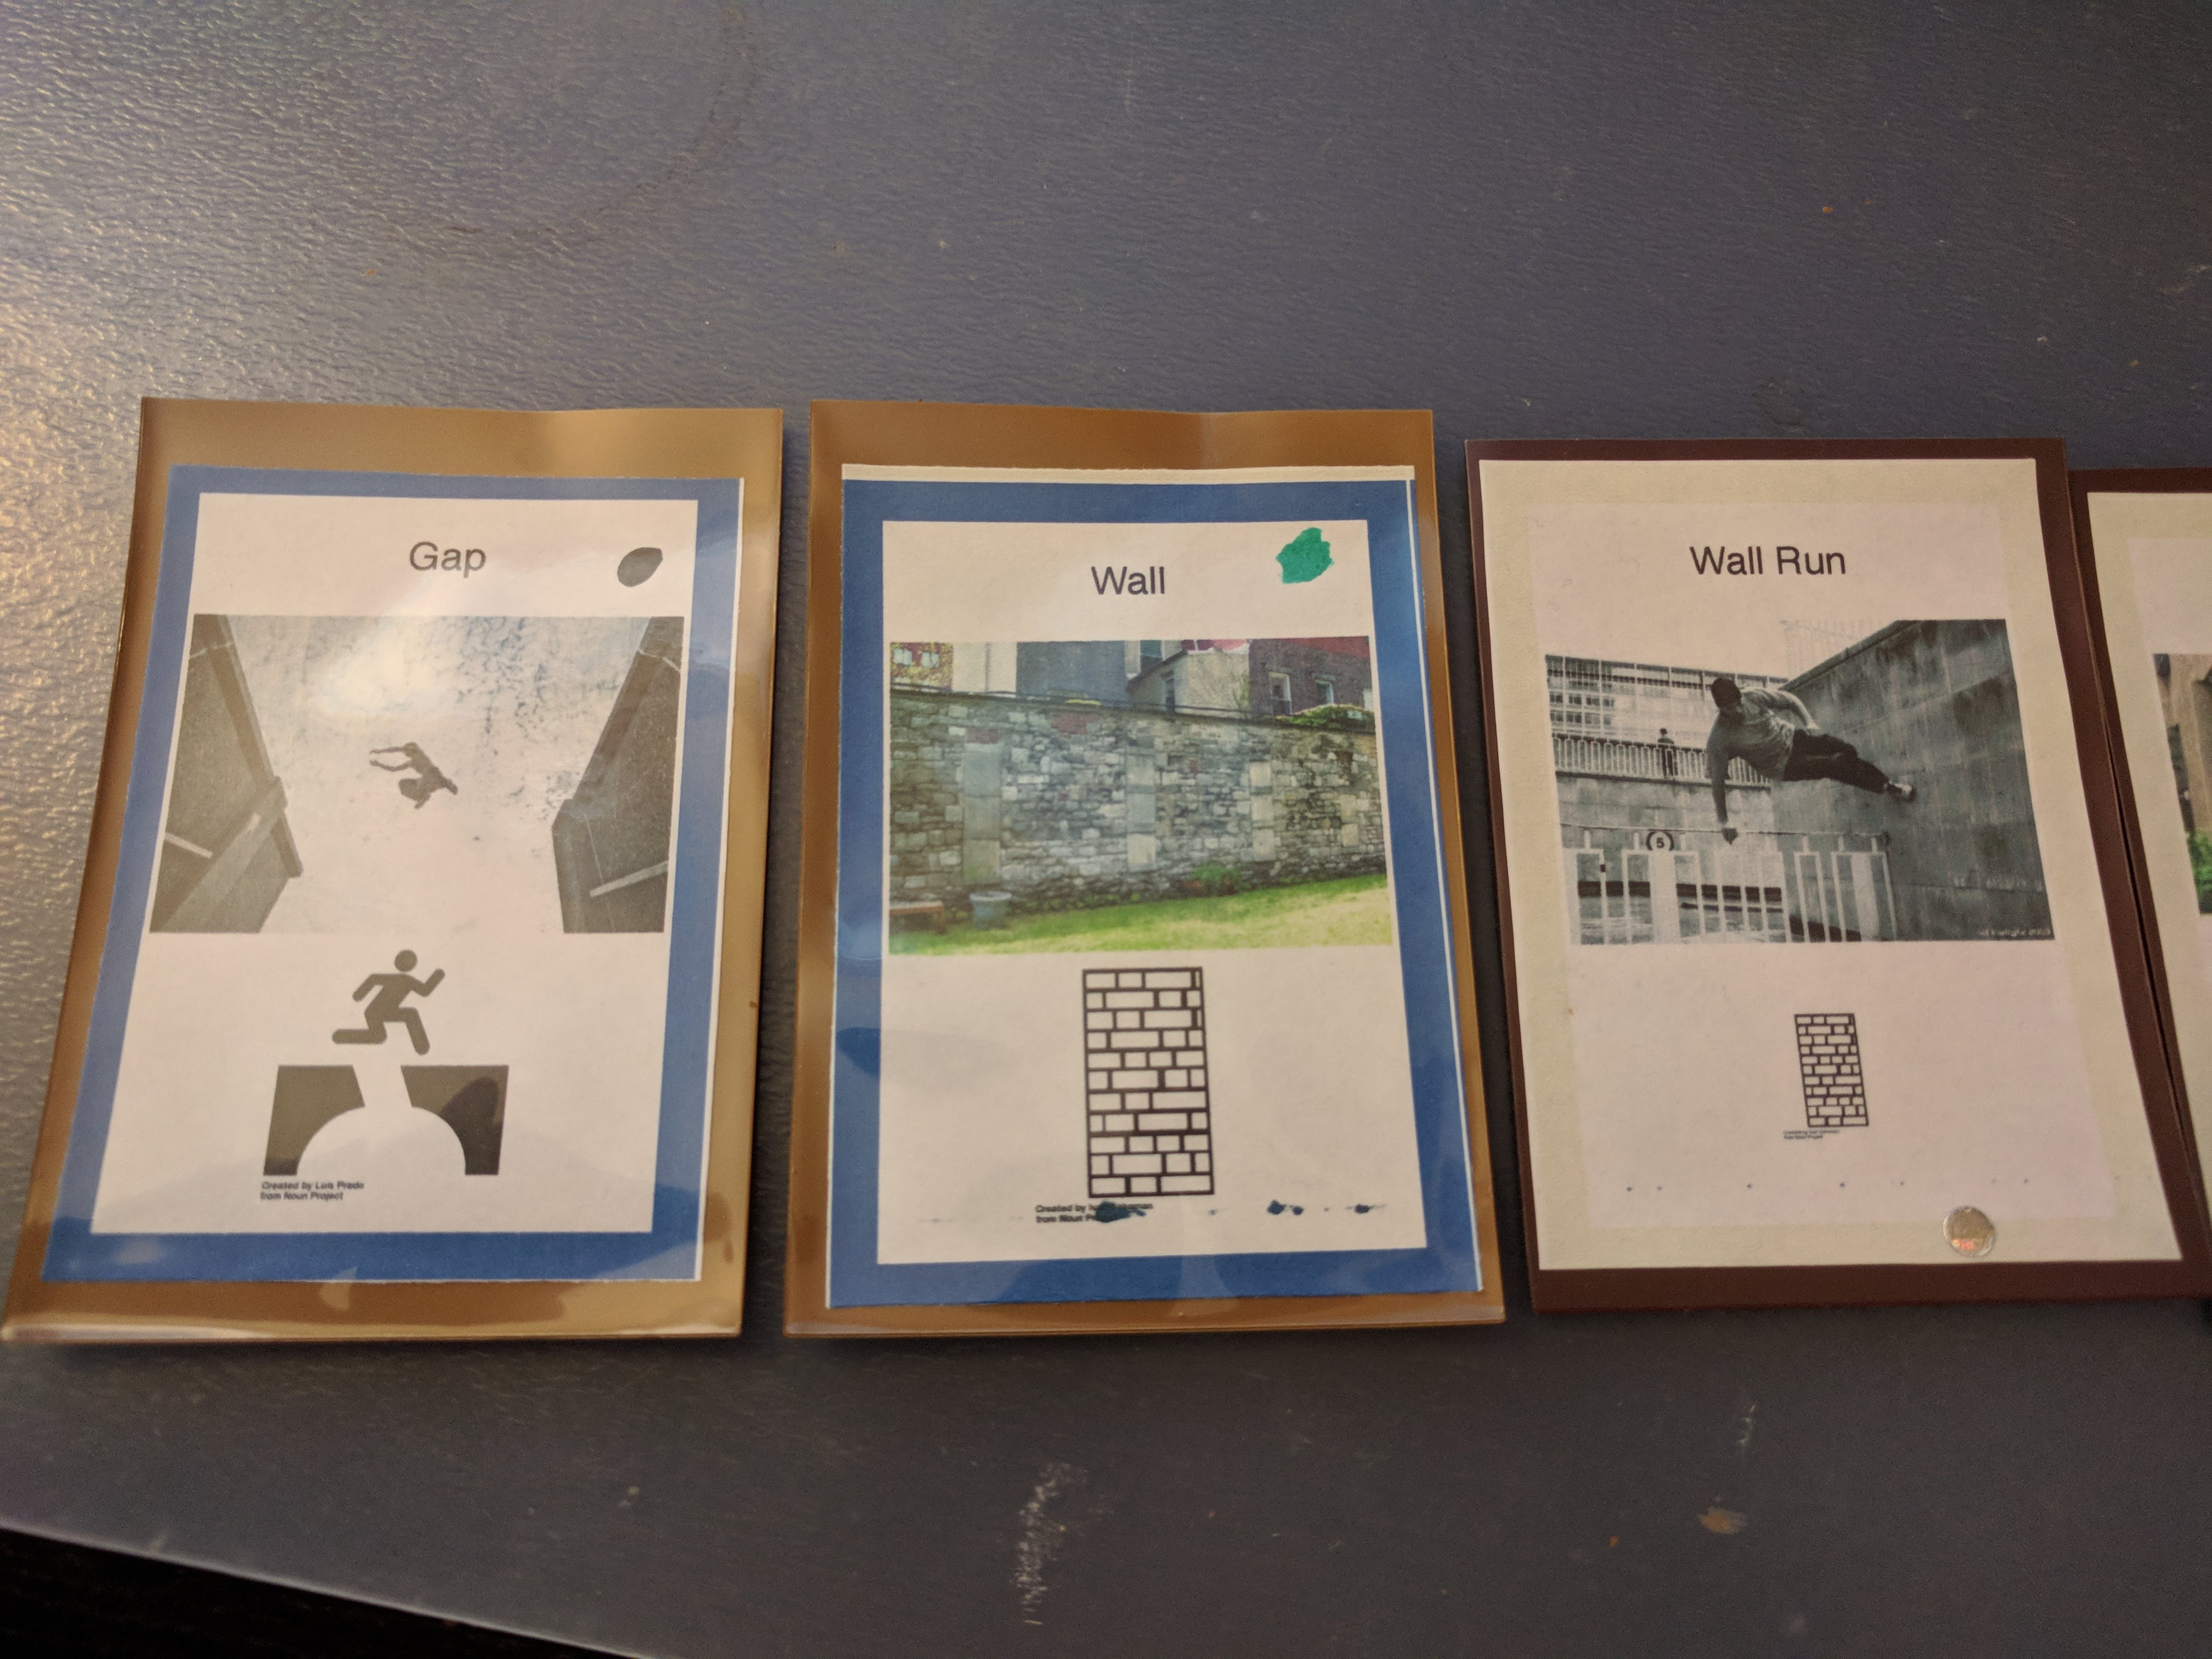 Gap
Created by Luis Prado
from Noun Project
Wall
Created by
from Noun
Wall Run
5